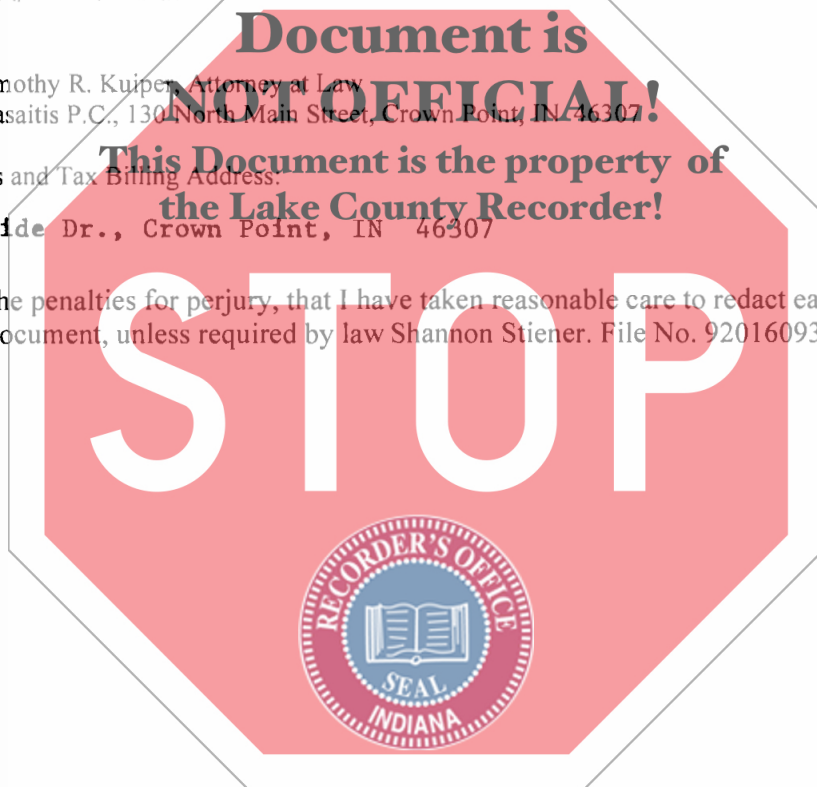 Document is
NOT OFFICIAL!
mothy R. Kuiper, Attorney at Law
asaitis P.C., 130 North Main Street, Crown Point, IN 46307
This Document is the property of
s and Tax Billing Address:
the Lake County Recorder!
ide Dr., Crown Point, IN 46307
he penalties for perjury, that I have taken reasonable care to redact ea
ocument, unless required by law Shannon Stiener. File No. 92016093
STOP
RECORDER'S OFFICE
SEAL
INDIANA